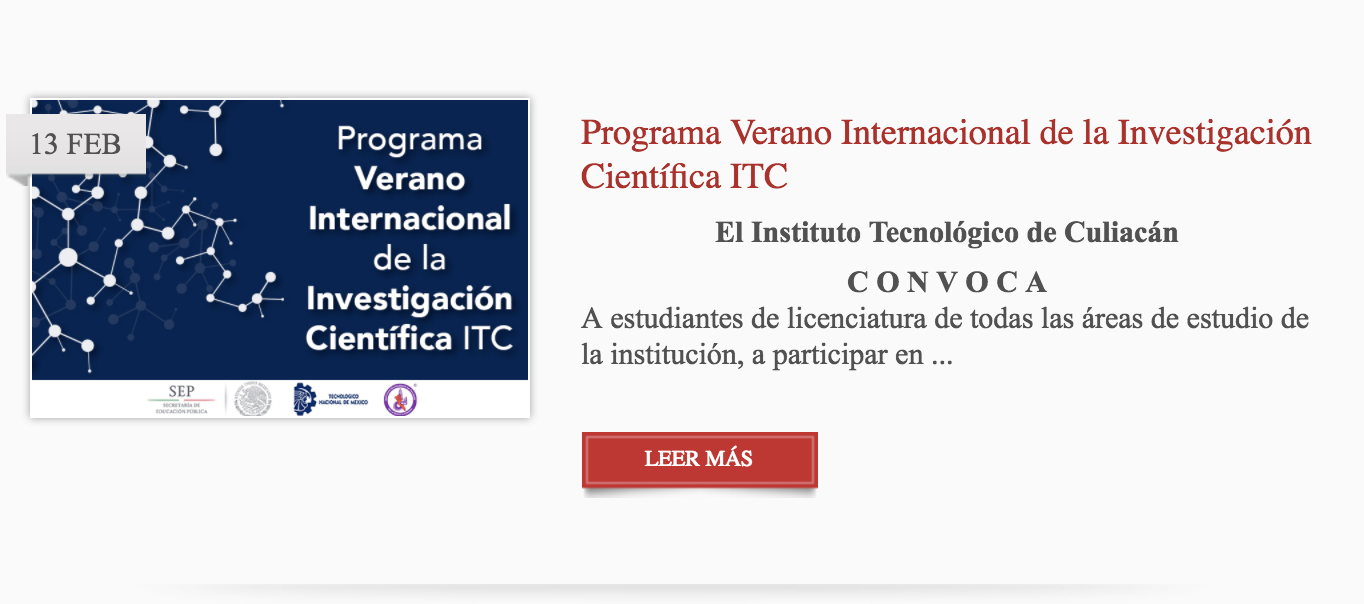 13 FEB
Programa
Verano
Internacional
de la
Investigación
Científica ITC
SEP
SECRETARÍA DE
EDUCACIÓN PÚBLICA
TECNOLÓGICO
NACIONAL DE MÉXICO
Programa Verano Internacional de la Investigación
Científica ITC
El Instituto Tecnológico de Culiacán
C O N V O C A
A estudiantes de licenciatura de todas las áreas de estudio de
la institución, a participar en ...
LEER MÁS